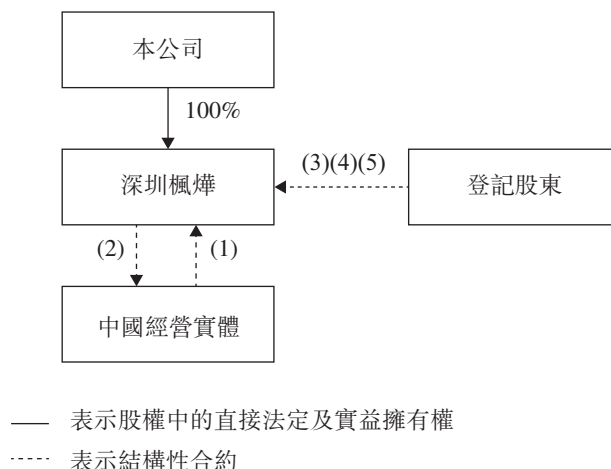 本公司
100%
深圳楓燁
(3)(4)(5)
登記股東
(2)
(1)
中國經營實體
表示股權中的直接法定及實益擁有權
表示結構性合約